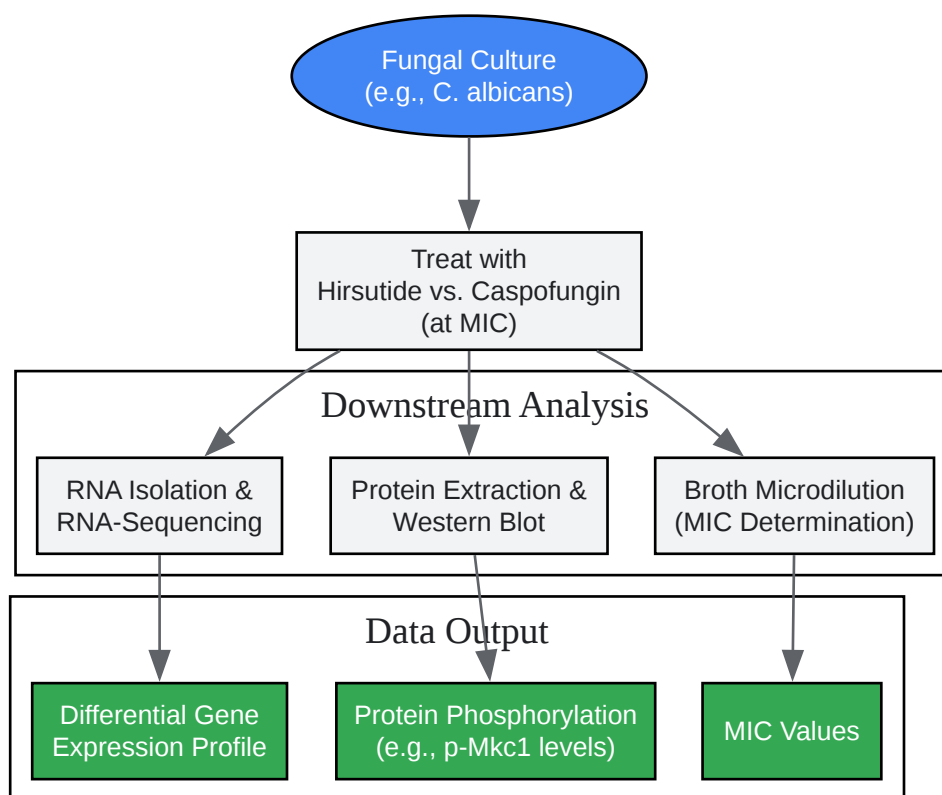 Fungal Culture
(e.g., C. albicans)
Treat with
Hirsutide vs. Caspofungin
(at MIC)
Downstream Analysis
RNA Isolation &
RNA-Sequencing
Protein Extraction &
Western Blot
Broth Microdilution
(MIC Determination)
Data Output
Differential Gene
Expression Profile
Protein Phosphorylation
(e.g., p-Mkc1 levels)
MIC Values